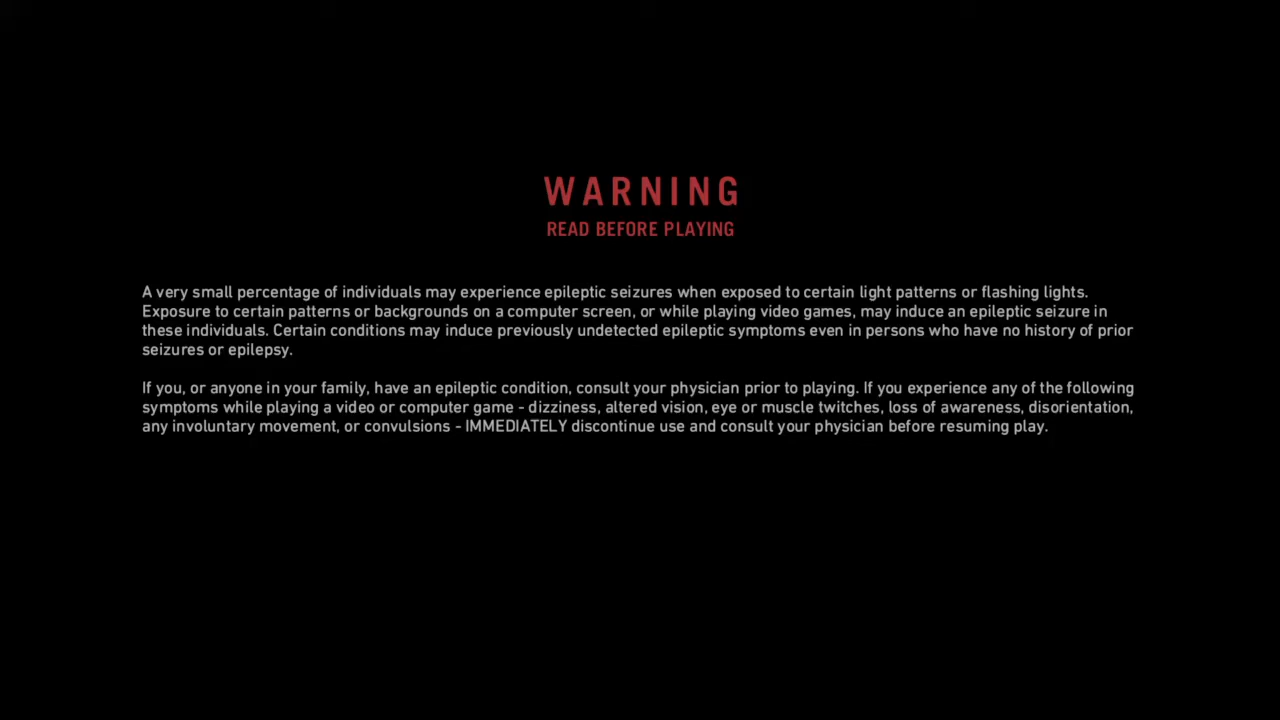 WARNING
READ BEFORE PLAYING
A very small percentage of individuals may experience epileptic seizures when exposed to certain light patterns or flashing lights.
Exposure to certain patterns or backgrounds on a computer screen, or while playing video games, may induce an epileptic seizure in
these individuals. Certain conditions may induce previously undetected epileptic symptoms even in persons who have no history of prior
seizures or epilepsy.
If you, or anyone in your family, have an epileptic condition, consult your physician prior to playing. If you experience any of the following
symptoms while playing a video or computer game - dizziness, altered vision, eye or muscle twitches, loss of awareness, disorientation,
any involuntary movement, or convulsions - IMMEDIATELY discontinue use and consult your physician before resuming play.